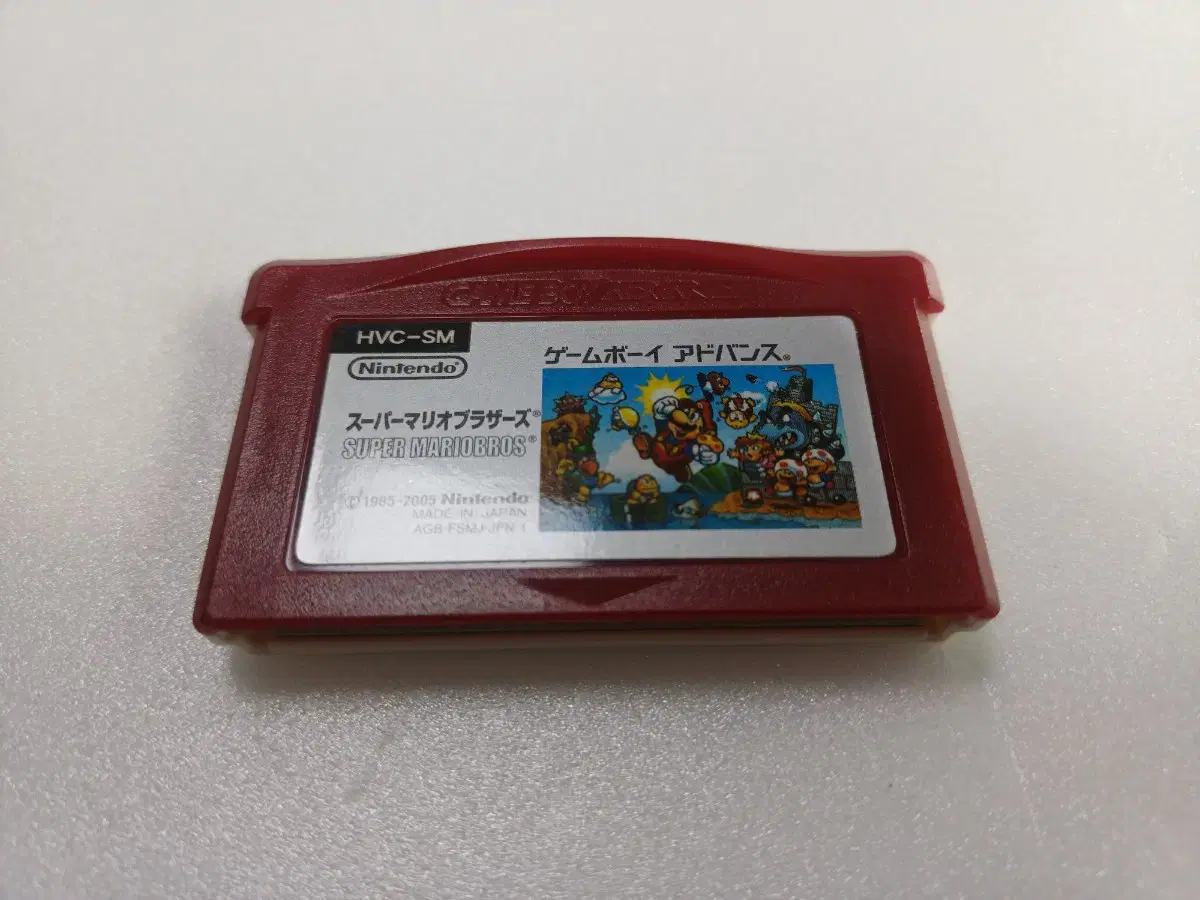 GAME BOY ADVANCE
HVC-SM
Nintendo®
ゲームボーイ アドバンス®
スーパーマリオブラザーズ®
SUPER MARIOBROS®
© 1985-2005 Nintendo
MADE IN JAPAN
AGB-FSMJ-JPN-1